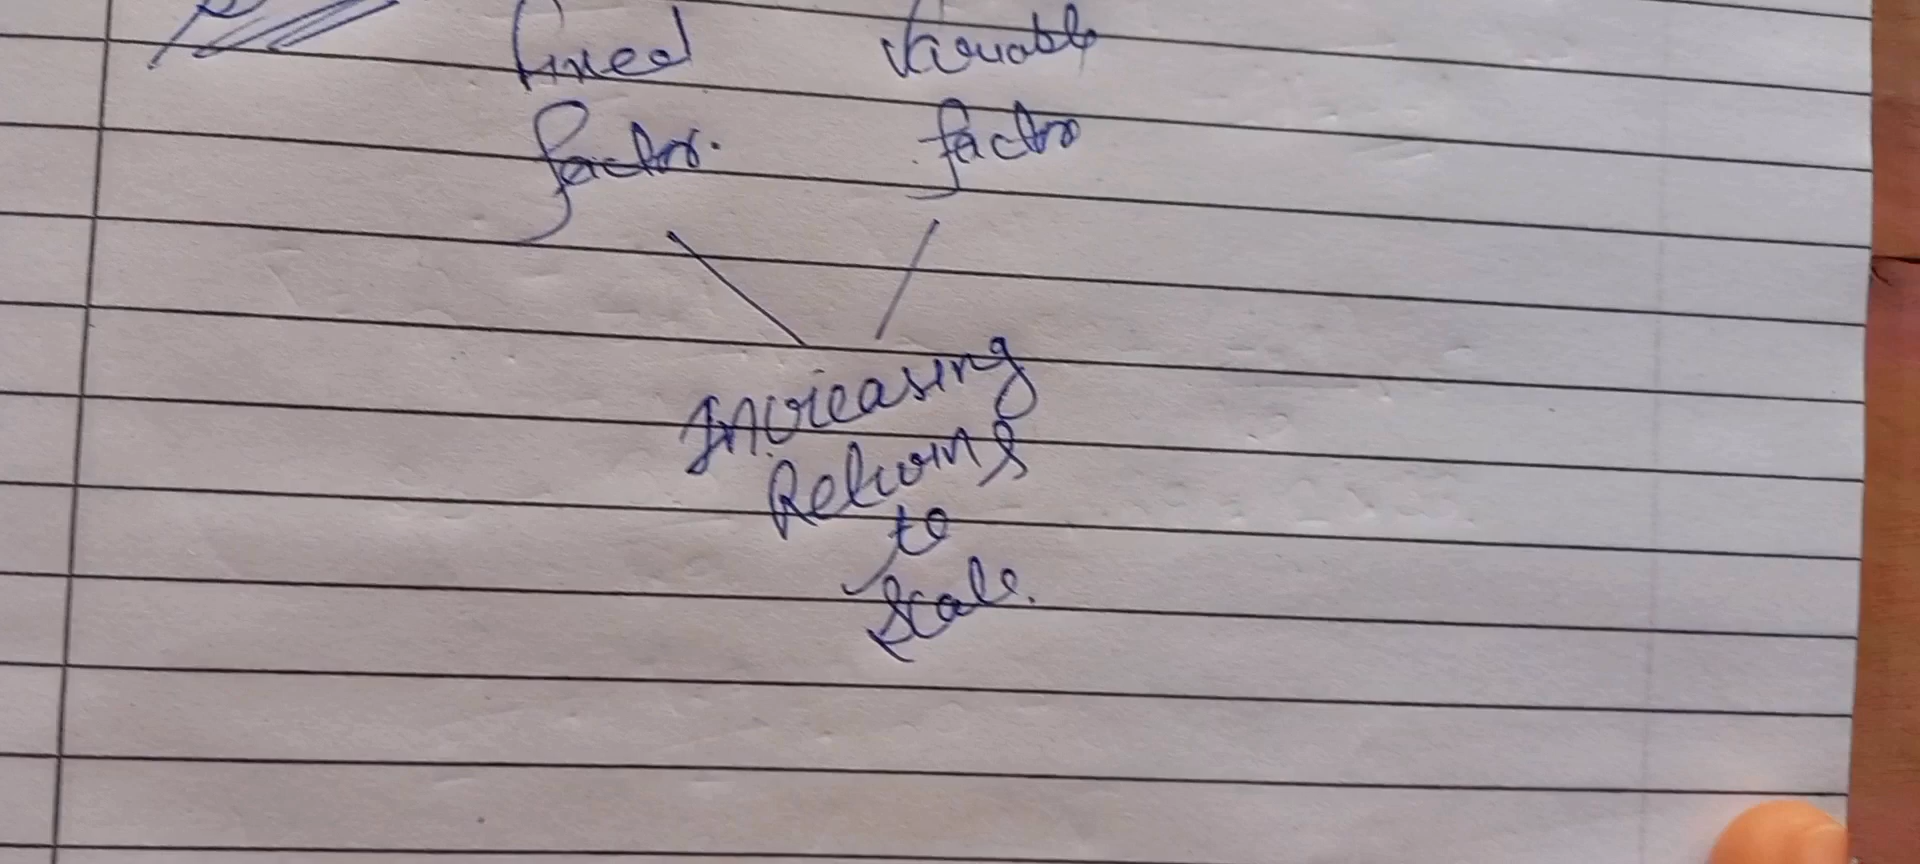 fixed variable
factor. factor
Increasing
Returns
to
Scale.